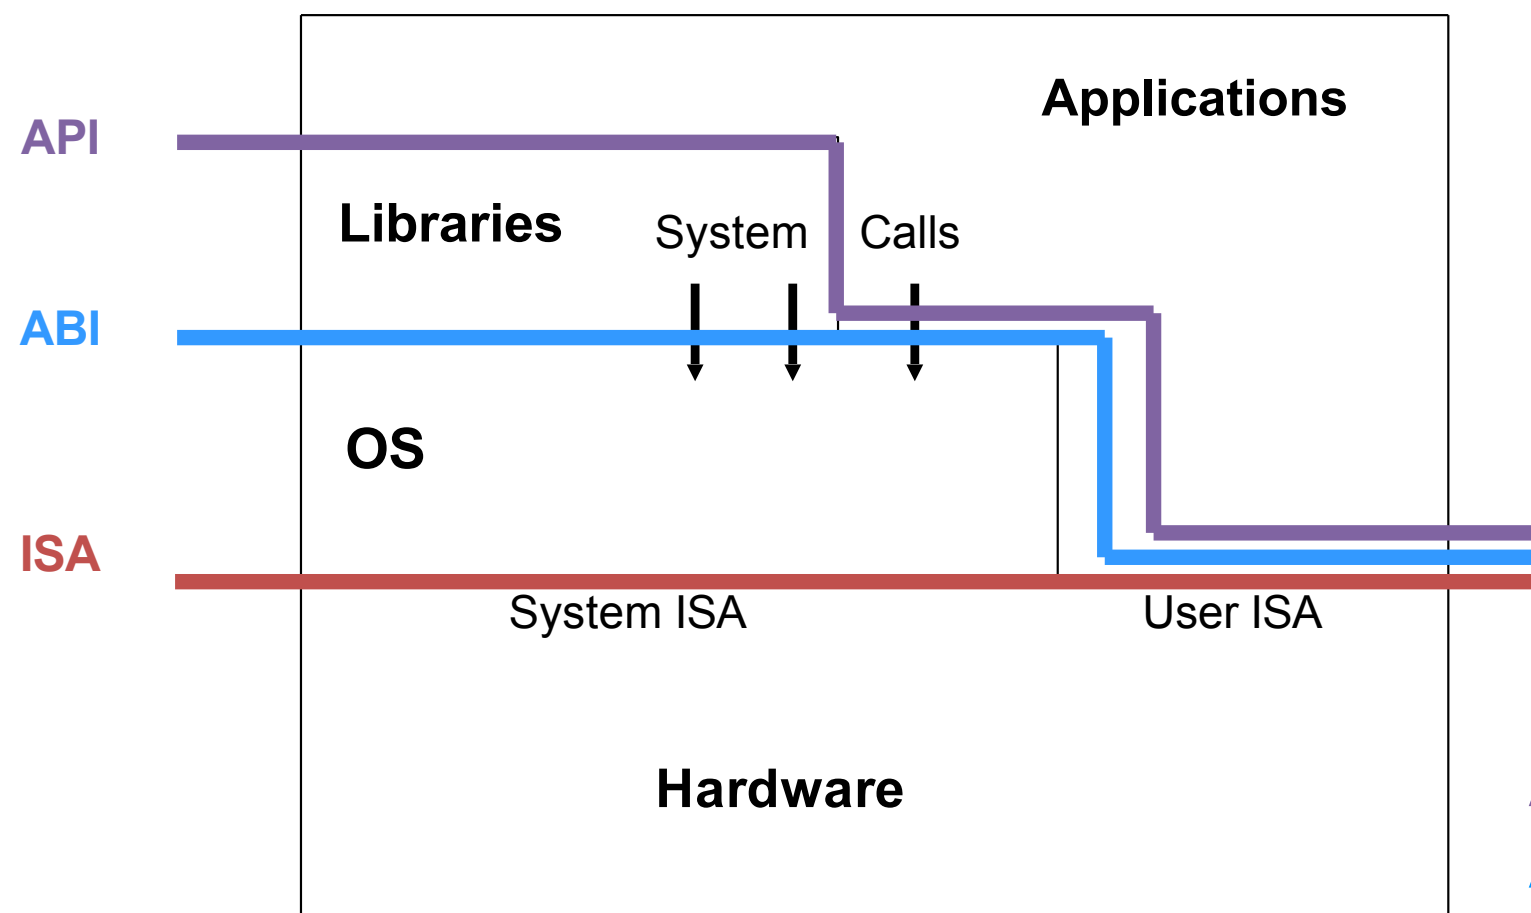 Applications
API
Libraries
System Calls
ABI
OS
ISA
System ISA
User ISA
Hardware